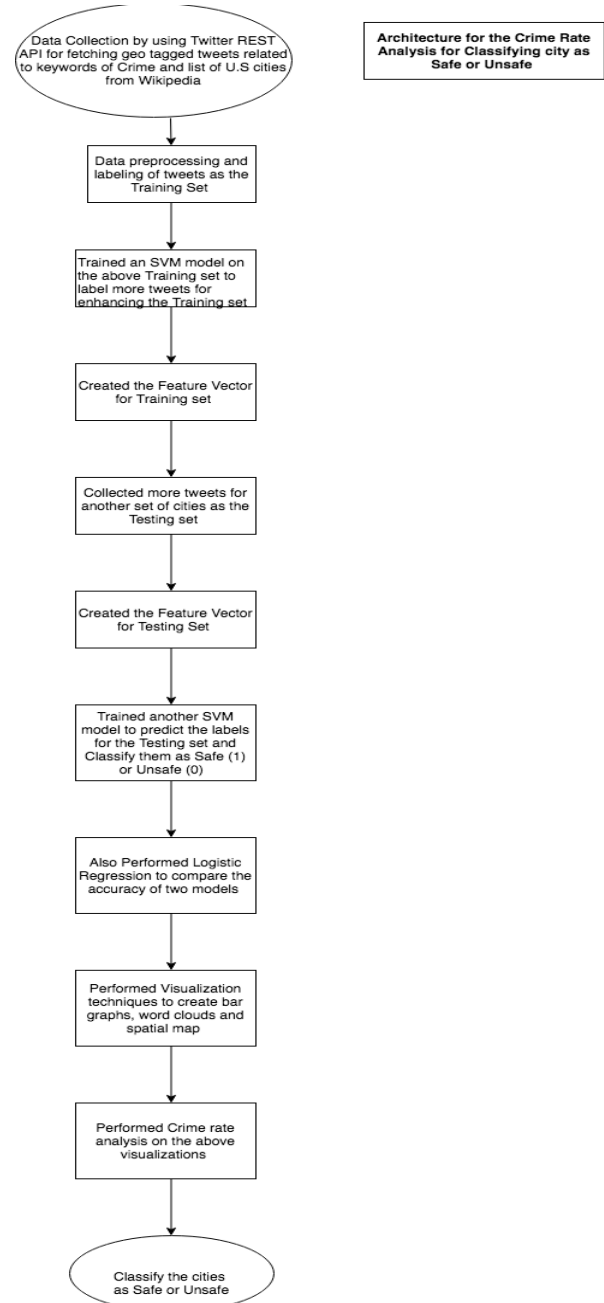 Data Collection by using Twitter REST
API for fetching geo tagged tweets related
to keywords of Crime and list of U.S cities
from Wikipedia
Architecture for the Crime Rate
Analysis for Classifying city as
Safe or Unsafe
Data preprocessing and
labeling of tweets as the
Training Set
Trained an SVM model on
the above Training set to
label more tweets for
enhancing the Training set
Created the Feature Vector
for Training set
Collected more tweets for
another set of cities as the
Testing set
Created the Feature Vector
for Testing Set
Trained another SVM
model to predict the labels
for the Testing set and
Classify them as Safe (1)
or Unsafe (0)
Also Performed Logistic
Regression to compare the
accuracy of two models
Performed Visualization
techniques to create bar
graphs, word clouds and
spatial map
Performed Crime rate
analysis on the above
visualizations
Classify the cities
as Safe or Unsafe